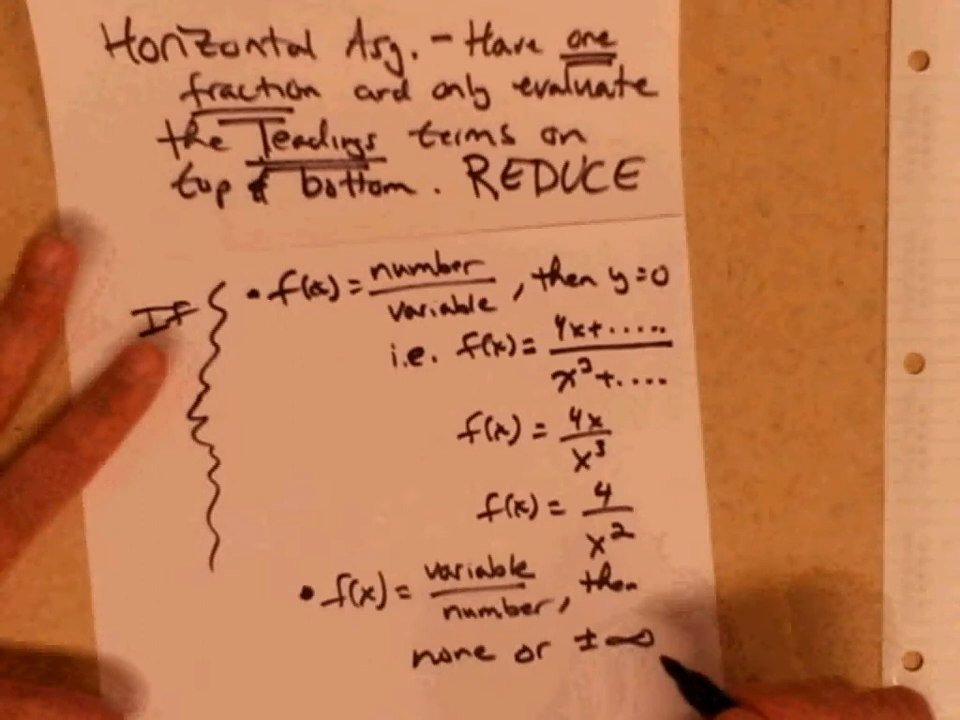 Horizontal Asy. - Have one
fraction and only evaluate
the Leadings terms on
top & bottom. REDUCE
If
• f(x) = number/variable, then y=0
i.e. f(x) = 4x+...../x³+....
f(x) = 4x/x³
f(x) = 4/x²
• f(x) = variable/number, then
none or ±∞